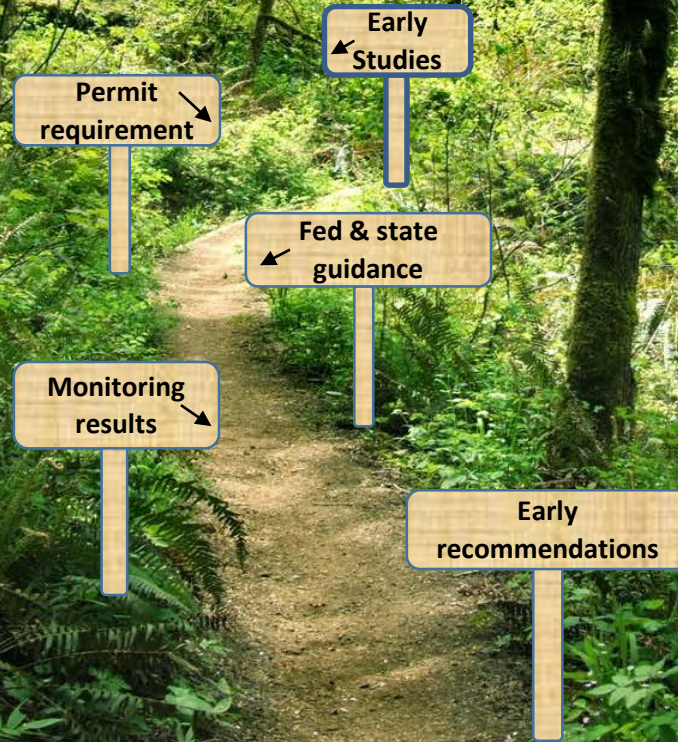 Early
Studies
Permit
requirement
Fed & state
guidance
Monitoring
results
Early
recommendations